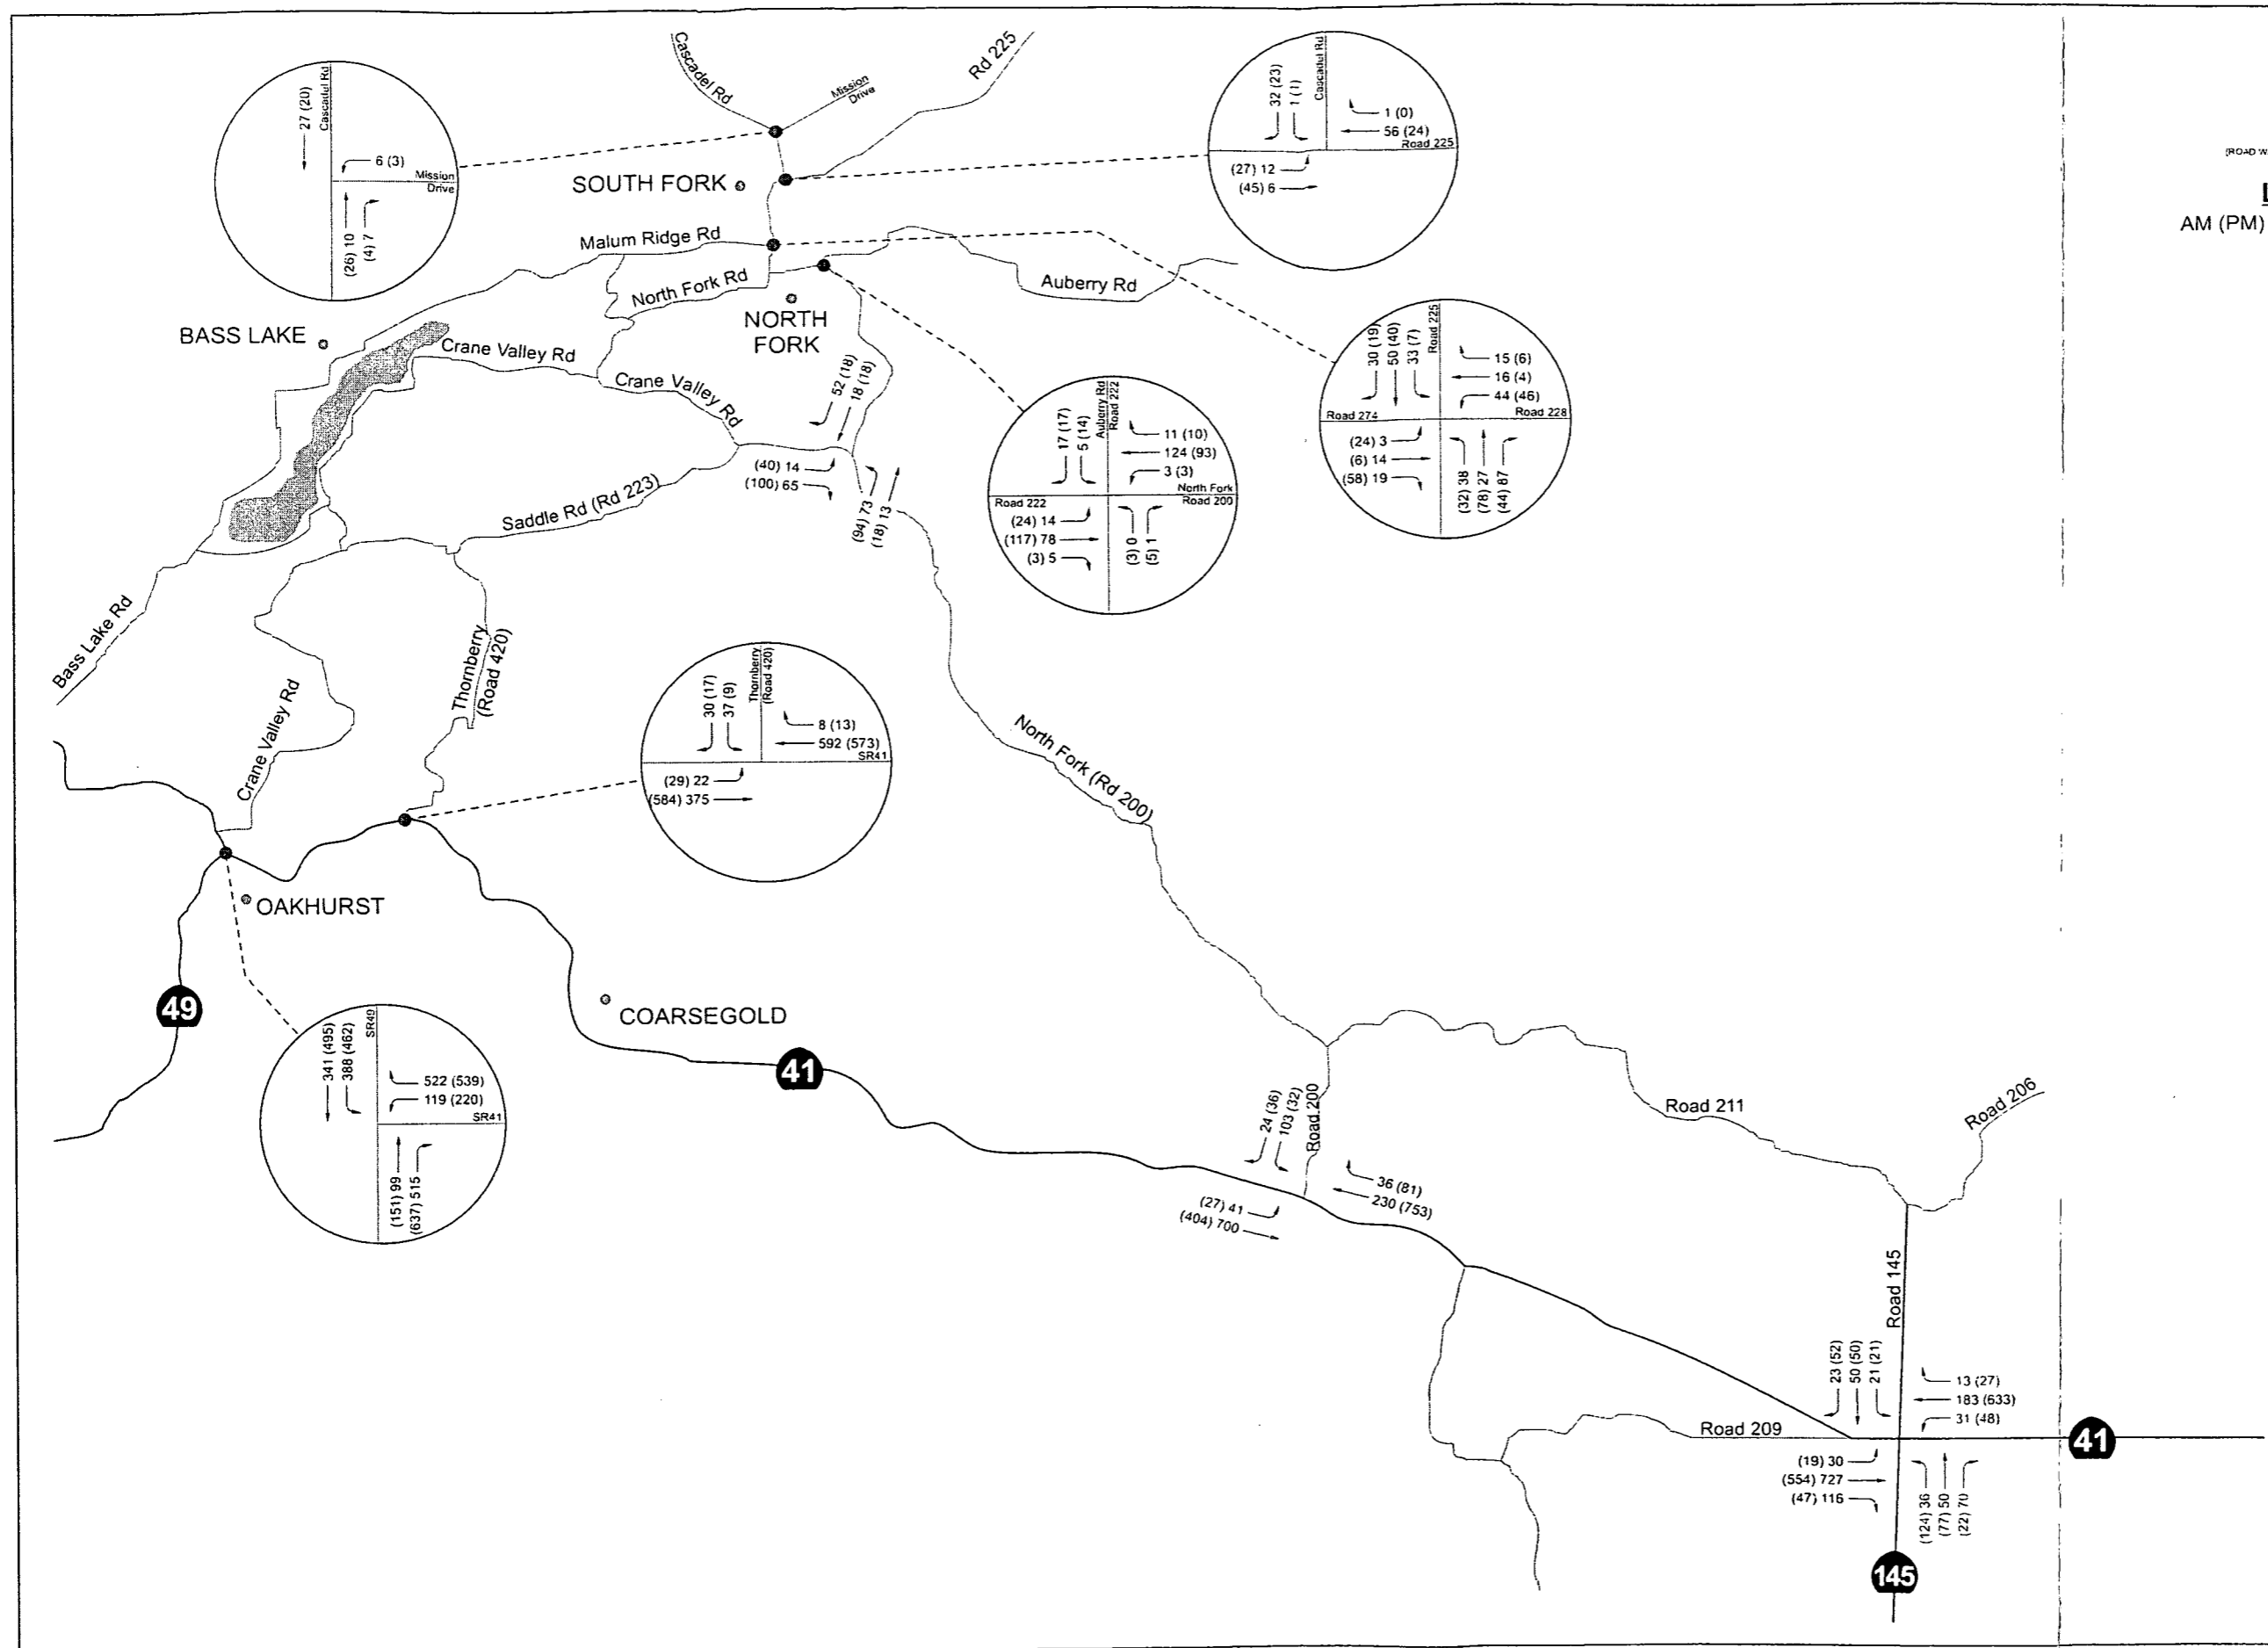 Cascadel Rd
Mission
Drive
Rd 225
27 (20)
Cascadel Rd
6 (3)
Mission
Drive
(26) 10
(4) 7
32 (23)
1 (1)
Cascadel Rd
1 (0)
56 (24)
Road 225
(27) 12
(45) 6
(ROAD W
AM (PM)
SOUTH FORK
Malum Ridge Rd
North Fork Rd
Auberry Rd
NORTH
FORK
BASS LAKE
Crane Valley Rd
Crane Valley Rd
52 (18)
18 (18)
(40) 14
(100) 65
(94) 73
(18) 13
Saddle Rd (Rd 223)
30 (19)
50 (40)
33 (7)
15 (6)
16 (4)
44 (46)
Road 274
Road 228
(24) 3
(6) 14
(58) 19
(32) 38
(78) 27
(44) 87
17 (17)
5 (14)
Auberry Rd
Road 222
11 (10)
124 (93)
3 (3)
North Fork
Road 200
Road 222
(24) 14
(117) 78
(3) 5
(3) 0
(5) 1
Bass Lake Rd
Crane Valley Rd
Thornberry
(Road 420)
30 (17)
37 (9)
Thornberry
(Road 420)
8 (13)
592 (573)
SR41
(29) 22
(584) 375
North Fork (Rd 200)
OAKHURST
49
COARSEGOLD
41
341 (495)
388 (462)
SR49
522 (539)
119 (220)
SR41
(151) 99
(637) 515
24 (36)
103 (32)
Road 200
36 (81)
230 (753)
(27) 41
(404) 700
Road 211
Road 206
Road 145
23 (52)
50 (50)
21 (21)
13 (27)
183 (633)
31 (48)
Road 209
41
(19) 30
(554) 727
(47) 116
(124) 36
(77) 50
(22) 70
145